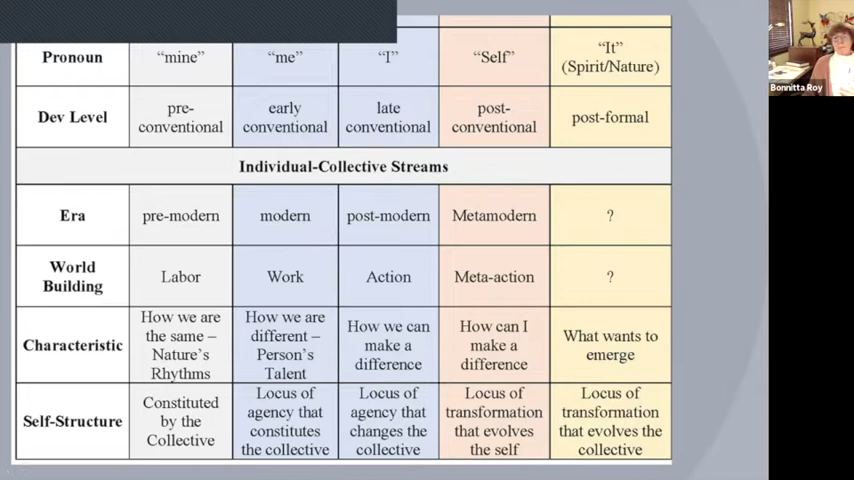 Pronoun "mine" "me" "I" "Self" "It"
(Spirit/Nature)
Dev Level pre-
conventional early
conventional late
conventional post-
conventional post-formal
Individual-Collective Streams
Era pre-modern modern post-modern Metamodern ?
World
Building Labor Work Action Meta-action ?
Characteristic How we are
the same –
Nature's
Rhythms How we are
different –
Person's
Talent How we can
make a
difference How can I
make a
difference What wants to
emerge
Self-Structure Constituted
by the
Collective Locus of
agency that
constitutes
the collective Locus of
agency that
changes the
collective Locus of
transformation
that evolves
the self Locus of
transformation
that evolves the
collective
Bonnitta Roy